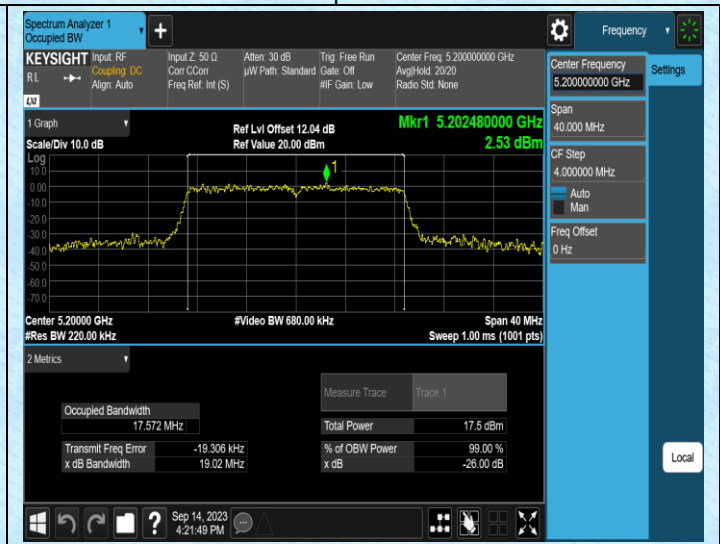 Spectrum Analyzer 1
Occupied BW
+
Frequency
KEYSIGHT
R L
LXI
Input: RF
Coupling: DC
Align: Auto
Input Z: 50 Ω
Corr CCorr
Freq Ref: Int (S)
Atten: 30 dB
µW Path: Standard
Trig: Free Run
Gate: Off
#IF Gain: Low
Center Freq: 5.200000000 GHz
Avg|Hold: 20/20
Radio Std: None
Center Frequency
5.200000000 GHz
Settings
Span
40.000 MHz
CF Step
4.000000 MHz
Auto
Man
Freq Offset
0 Hz
Local
1 Graph
Scale/Div 10.0 dB
Ref Lvl Offset 12.04 dB
Ref Value 20.00 dBm
Mkr1 5.202480000 GHz
2.53 dBm
Log
10.0
0.00
-10.0
-20.0
-30.0
-40.0
-50.0
-60.0
-70.0
1
Center 5.20000 GHz
#Res BW 220.00 kHz
#Video BW 680.00 kHz
Span 40 MHz
Sweep 1.00 ms (1001 pts)
2 Metrics
Measure Trace
Trace 1
Occupied Bandwidth
17.572 MHz
Total Power
17.5 dBm
Transmit Freq Error
-19.306 kHz
% of OBW Power
99.00 %
x dB Bandwidth
19.02 MHz
x dB
-26.00 dB
?
Sep 14, 2023
4:21:49 PM